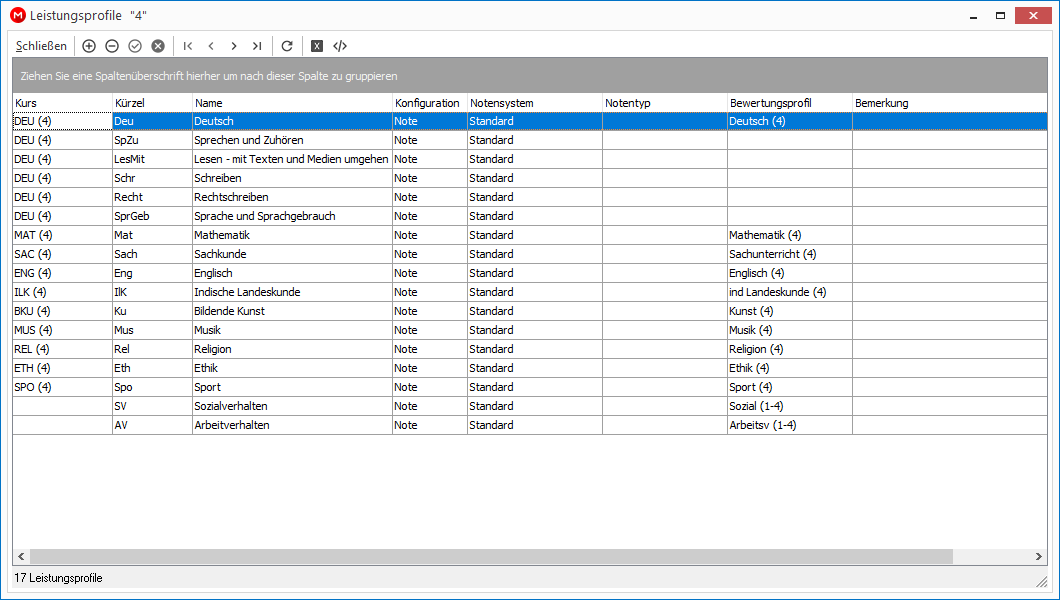 M Leistungsprofile "4"
Schließen
Ziehen Sie eine Spaltenüberschrift hierher um nach dieser Spalte zu gruppieren
Kurs Kürzel Name Konfiguration Notensystem Notentyp Bewertungsprofil Bemerkung
DEU (4) Deu Deutsch Note Standard Deutsch (4)
DEU (4) SpZu Sprechen und Zuhören Note Standard
DEU (4) LesMit Lesen - mit Texten und Medien umgehen Note Standard
DEU (4) Schr Schreiben Note Standard
DEU (4) Recht Rechtschreiben Note Standard
DEU (4) SprGeb Sprache und Sprachgebrauch Note Standard
MAT (4) Mat Mathematik Note Standard Mathematik (4)
SAC (4) Sach Sachkunde Note Standard Sachunterricht (4)
ENG (4) Eng Englisch Note Standard Englisch (4)
ILK (4) IlK Indische Landeskunde Note Standard ind Landeskunde (4)
BKU (4) Ku Bildende Kunst Note Standard Kunst (4)
MUS (4) Mus Musik Note Standard Musik (4)
REL (4) Rel Religion Note Standard Religion (4)
ETH (4) Eth Ethik Note Standard Ethik (4)
SPO (4) Spo Sport Note Standard Sport (4)
SV Sozialverhalten Note Standard Sozial (1-4)
AV Arbeitverhalten Note Standard Arbeitsv (1-4)
17 Leistungsprofile